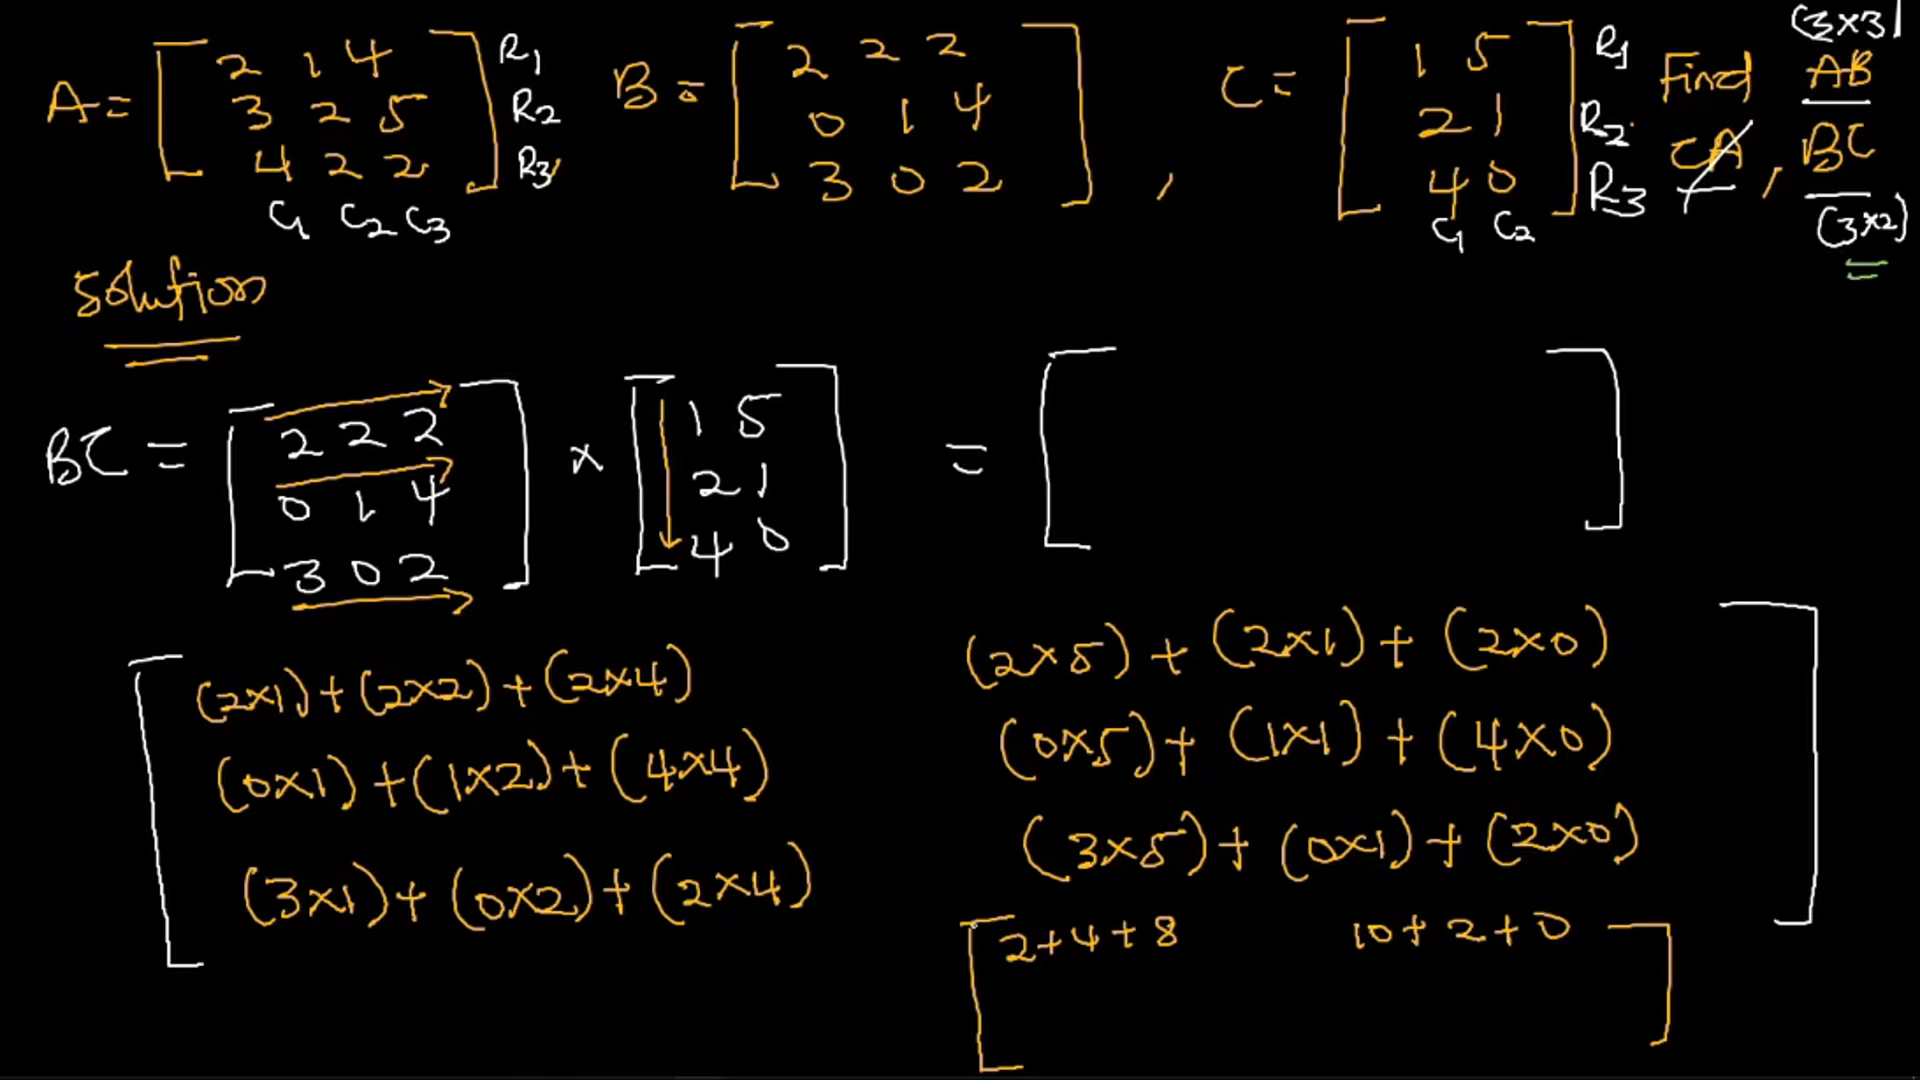 (3×3)
A = [ 2 1 4 ] R1 B = [ 2 2 2 ] C = [ 1 5 ] R1 Find AB
3 2 5 R2 0 1 4 2 1 R2 CA , BC
4 2 2 R3 3 0 2 , 4 0 R3
C1 C2 C3 C1 C2 (3×2)
Solution
BC = [ 2 2 2 ] × [ 1 5 ] = [ ]
0 1 4 2 1
3 0 2 4 0
(2×1)+(2×2)+(2×4) (2×5)+(2×1)+(2×0)
(0×1)+(1×2)+(4×4) (0×5)+(1×1)+(4×0)
(3×1)+(0×2)+(2×4) (3×5)+(0×1)+(2×0)
[ 2+4+8 10+2+0 ]